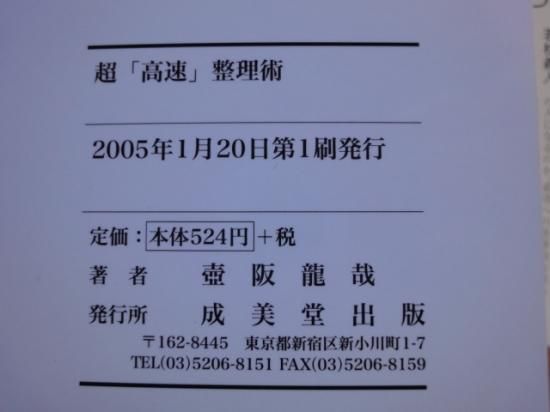 超「高速」整理術
2005年1月20日第1刷発行
定価：本体524円＋税
著者 壺阪龍哉
発行所 成美堂出版
〒162-8445 東京都新宿区新小川町1-7
TEL(03)5206-8151 FAX(03)5206-8159